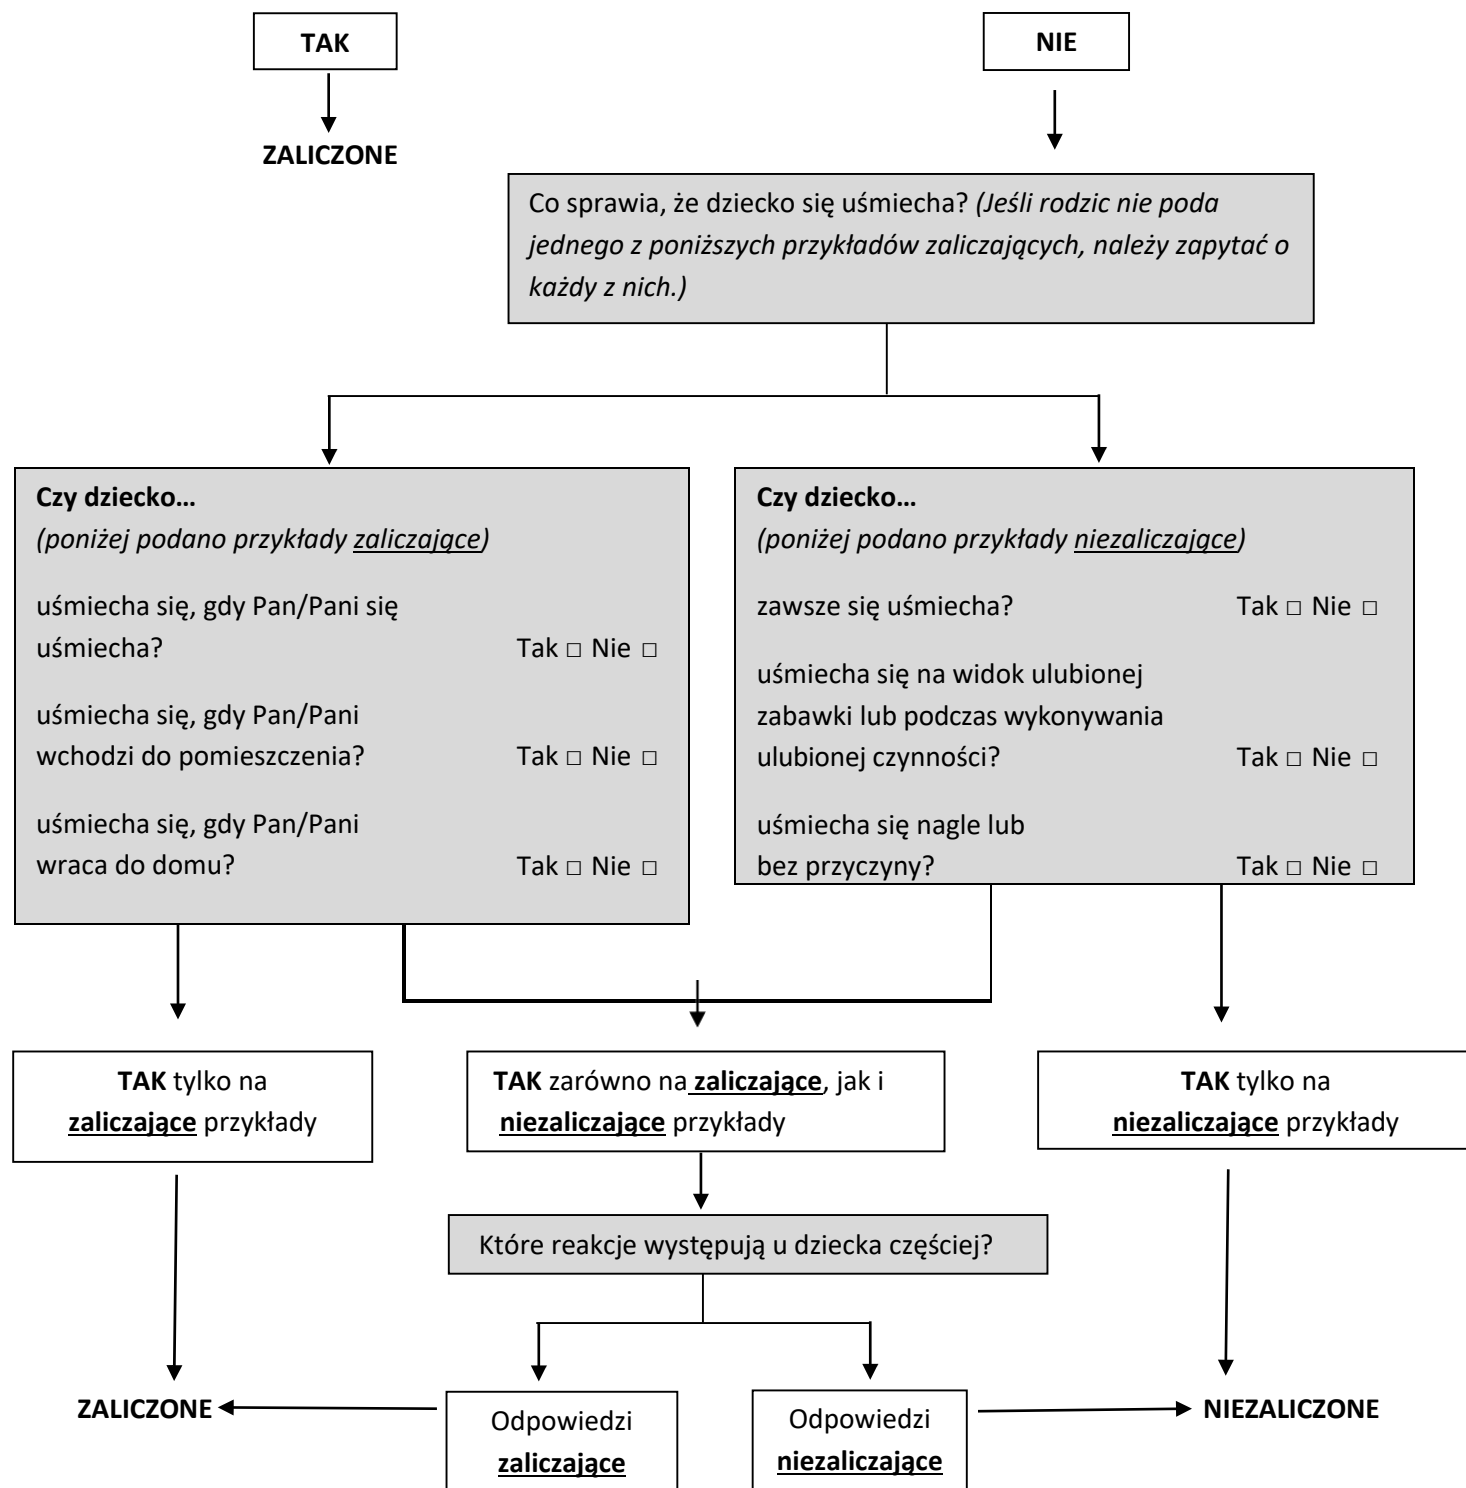 TAK
NIE
ZALICZONE
Co sprawia, że dziecko się uśmiecha? (Jeśli rodzic nie poda
jednego z poniższych przykładów zaliczających, należy zapytać o
każdy z nich.)
Czy dziecko...
(poniżej podano przykłady zaliczające)
uśmiecha się, gdy Pan/Pani się
uśmiecha? Tak □ Nie □
uśmiecha się, gdy Pan/Pani
wchodzi do pomieszczenia? Tak □ Nie □
uśmiecha się, gdy Pan/Pani
wraca do domu? Tak □ Nie □
Czy dziecko...
(poniżej podano przykłady niezaliczające)
zawsze się uśmiecha? Tak □ Nie □
uśmiecha się na widok ulubionej
zabawki lub podczas wykonywania
ulubionej czynności? Tak □ Nie □
uśmiecha się nagle lub
bez przyczyny? Tak □ Nie □
TAK tylko na
zaliczające przykłady
TAK zarówno na zaliczające, jak i
niezaliczające przykłady
TAK tylko na
niezaliczające przykłady
Które reakcje występują u dziecka częściej?
ZALICZONE
Odpowiedzi
zaliczające
Odpowiedzi
niezaliczające
NIEZALICZONE